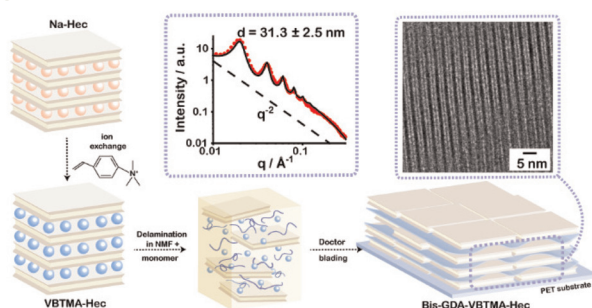 Na-Hec
ion
exchange
N⁺
VBTMA-Hec
d = 31.3 ± 2.5 nm
Intensity / a.u.
10
1
0.1
0.01
q⁻²
0.01
0.1
q / Å⁻¹
5 nm
Delamination
in NMF +
monomer
Doctor
blading
PET substrate
Bis-GDA-VBTMA-Hec